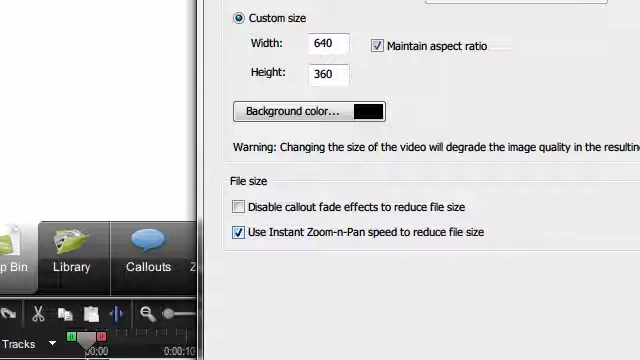 Custom size
Width: 640
Maintain aspect ratio
Height: 360
Background color...
Warning: Changing the size of the video will degrade the image quality in the
File size
Disable callout fade effects to reduce file size
Use Instant Zoom-n-Pan speed to reduce file size
p Bin
Library
Callouts
Z
Tracks
00:00
0:00:10